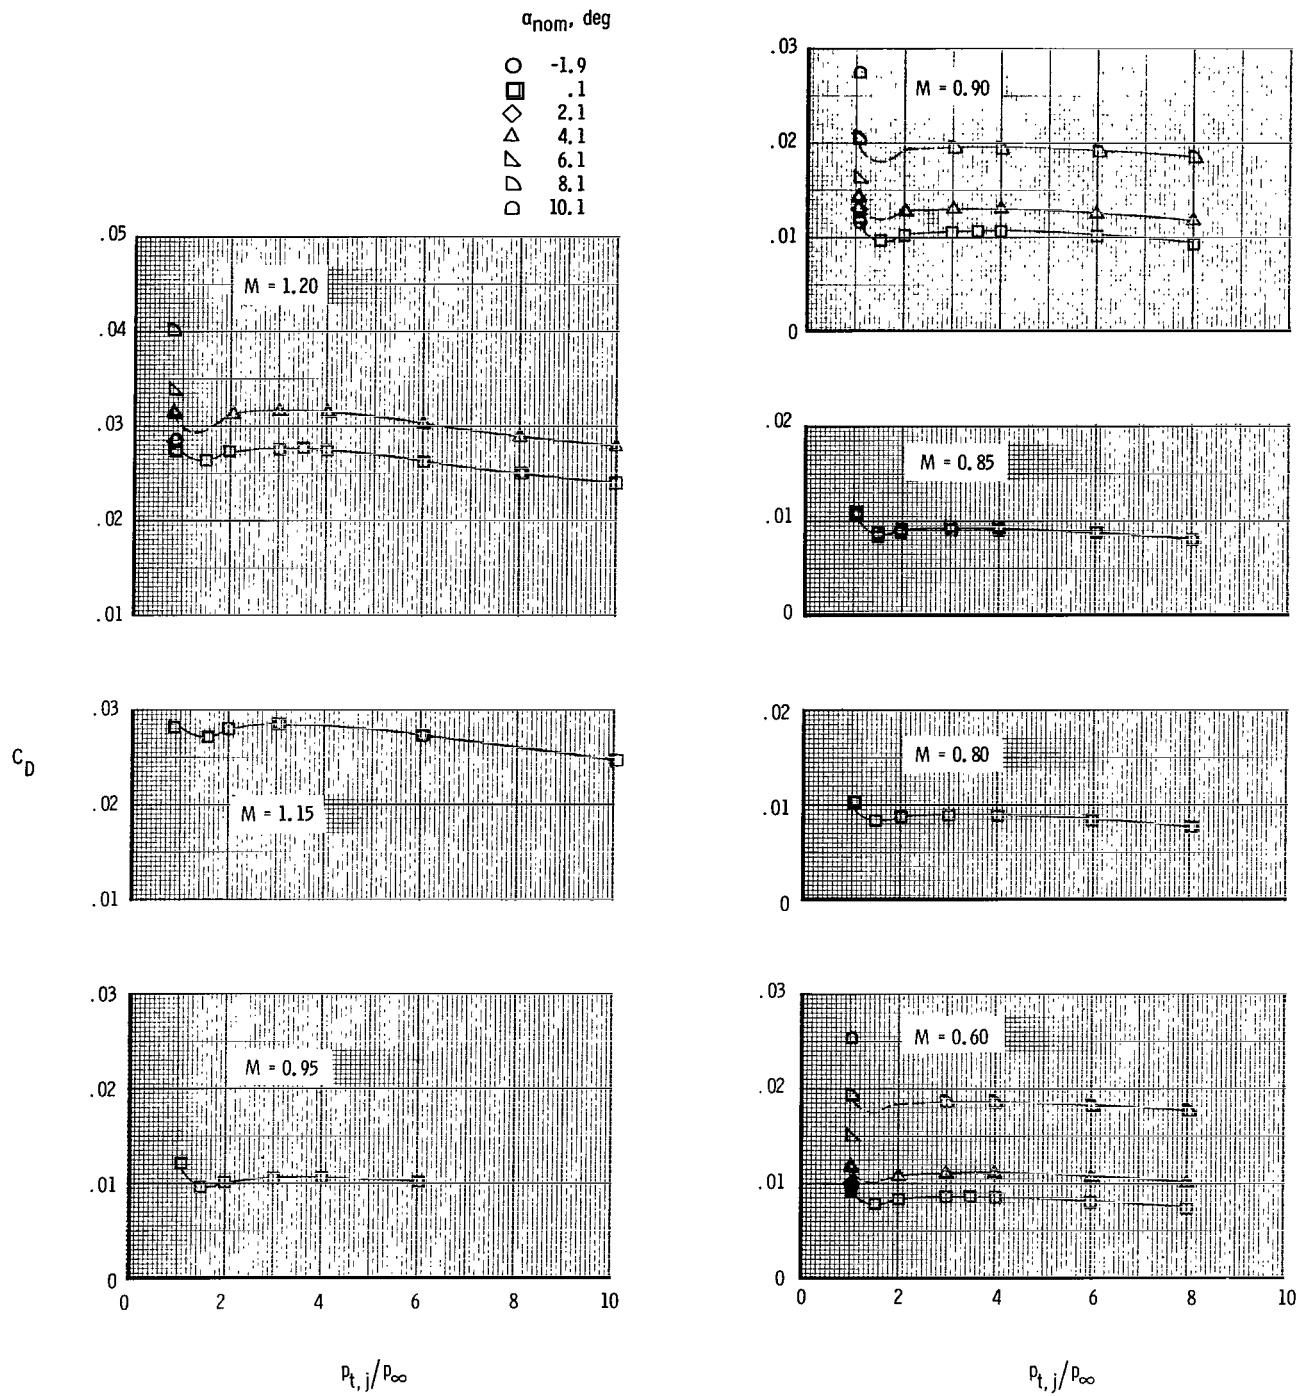 α_nom, deg
-1.9
.1
2.1
4.1
6.1
8.1
10.1
.05
.04
.03
.02
.01
M = 1.20
.03
.02
.01
M = 1.15
C_D
.03
.02
.01
0
M = 0.95
0 2 4 6 8 10
p_t,j/p_∞
.03
.02
.01
0
M = 0.90
.02
.01
0
M = 0.85
.02
.01
0
M = 0.80
.03
.02
.01
0
M = 0.60
0 2 4 6 8 10
p_t,j/p_∞